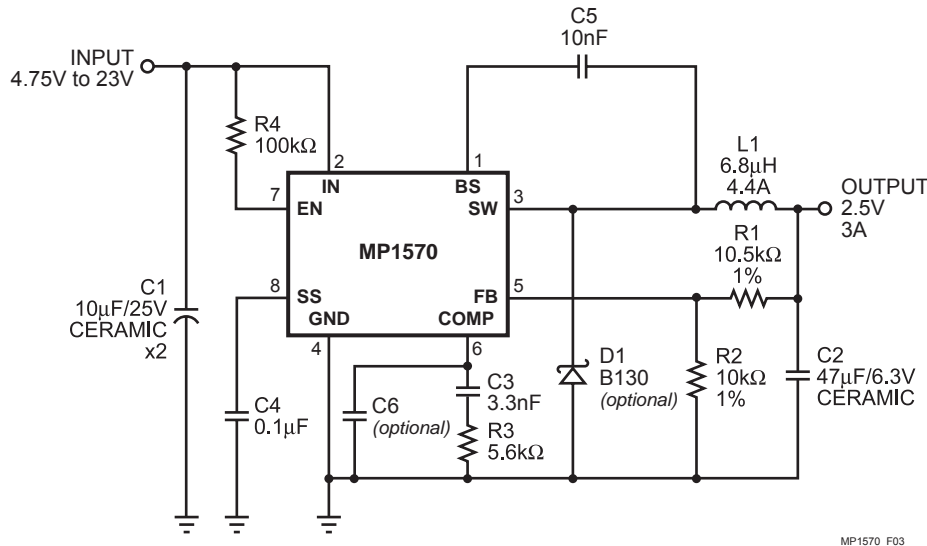 C5
10nF
INPUT
4.75V to 23V
R4
100kΩ
2
1
IN
BS
7
EN
SW
3
L1
6.8μH
4.4A
OUTPUT
2.5V
3A
MP1570
R1
10.5kΩ
1%
C1
10μF/25V
CERAMIC
x2
8
SS
FB
5
GND
COMP
4
6
C4
0.1μF
C6
(optional)
C3
3.3nF
R3
5.6kΩ
D1
B130
(optional)
R2
10kΩ
1%
C2
47μF/6.3V
CERAMIC
MP1570_F03